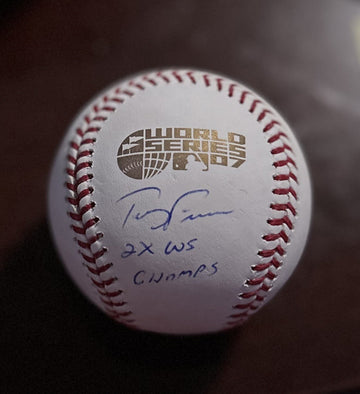 WORLD
SERIES 07
2X WS
CHAMPS